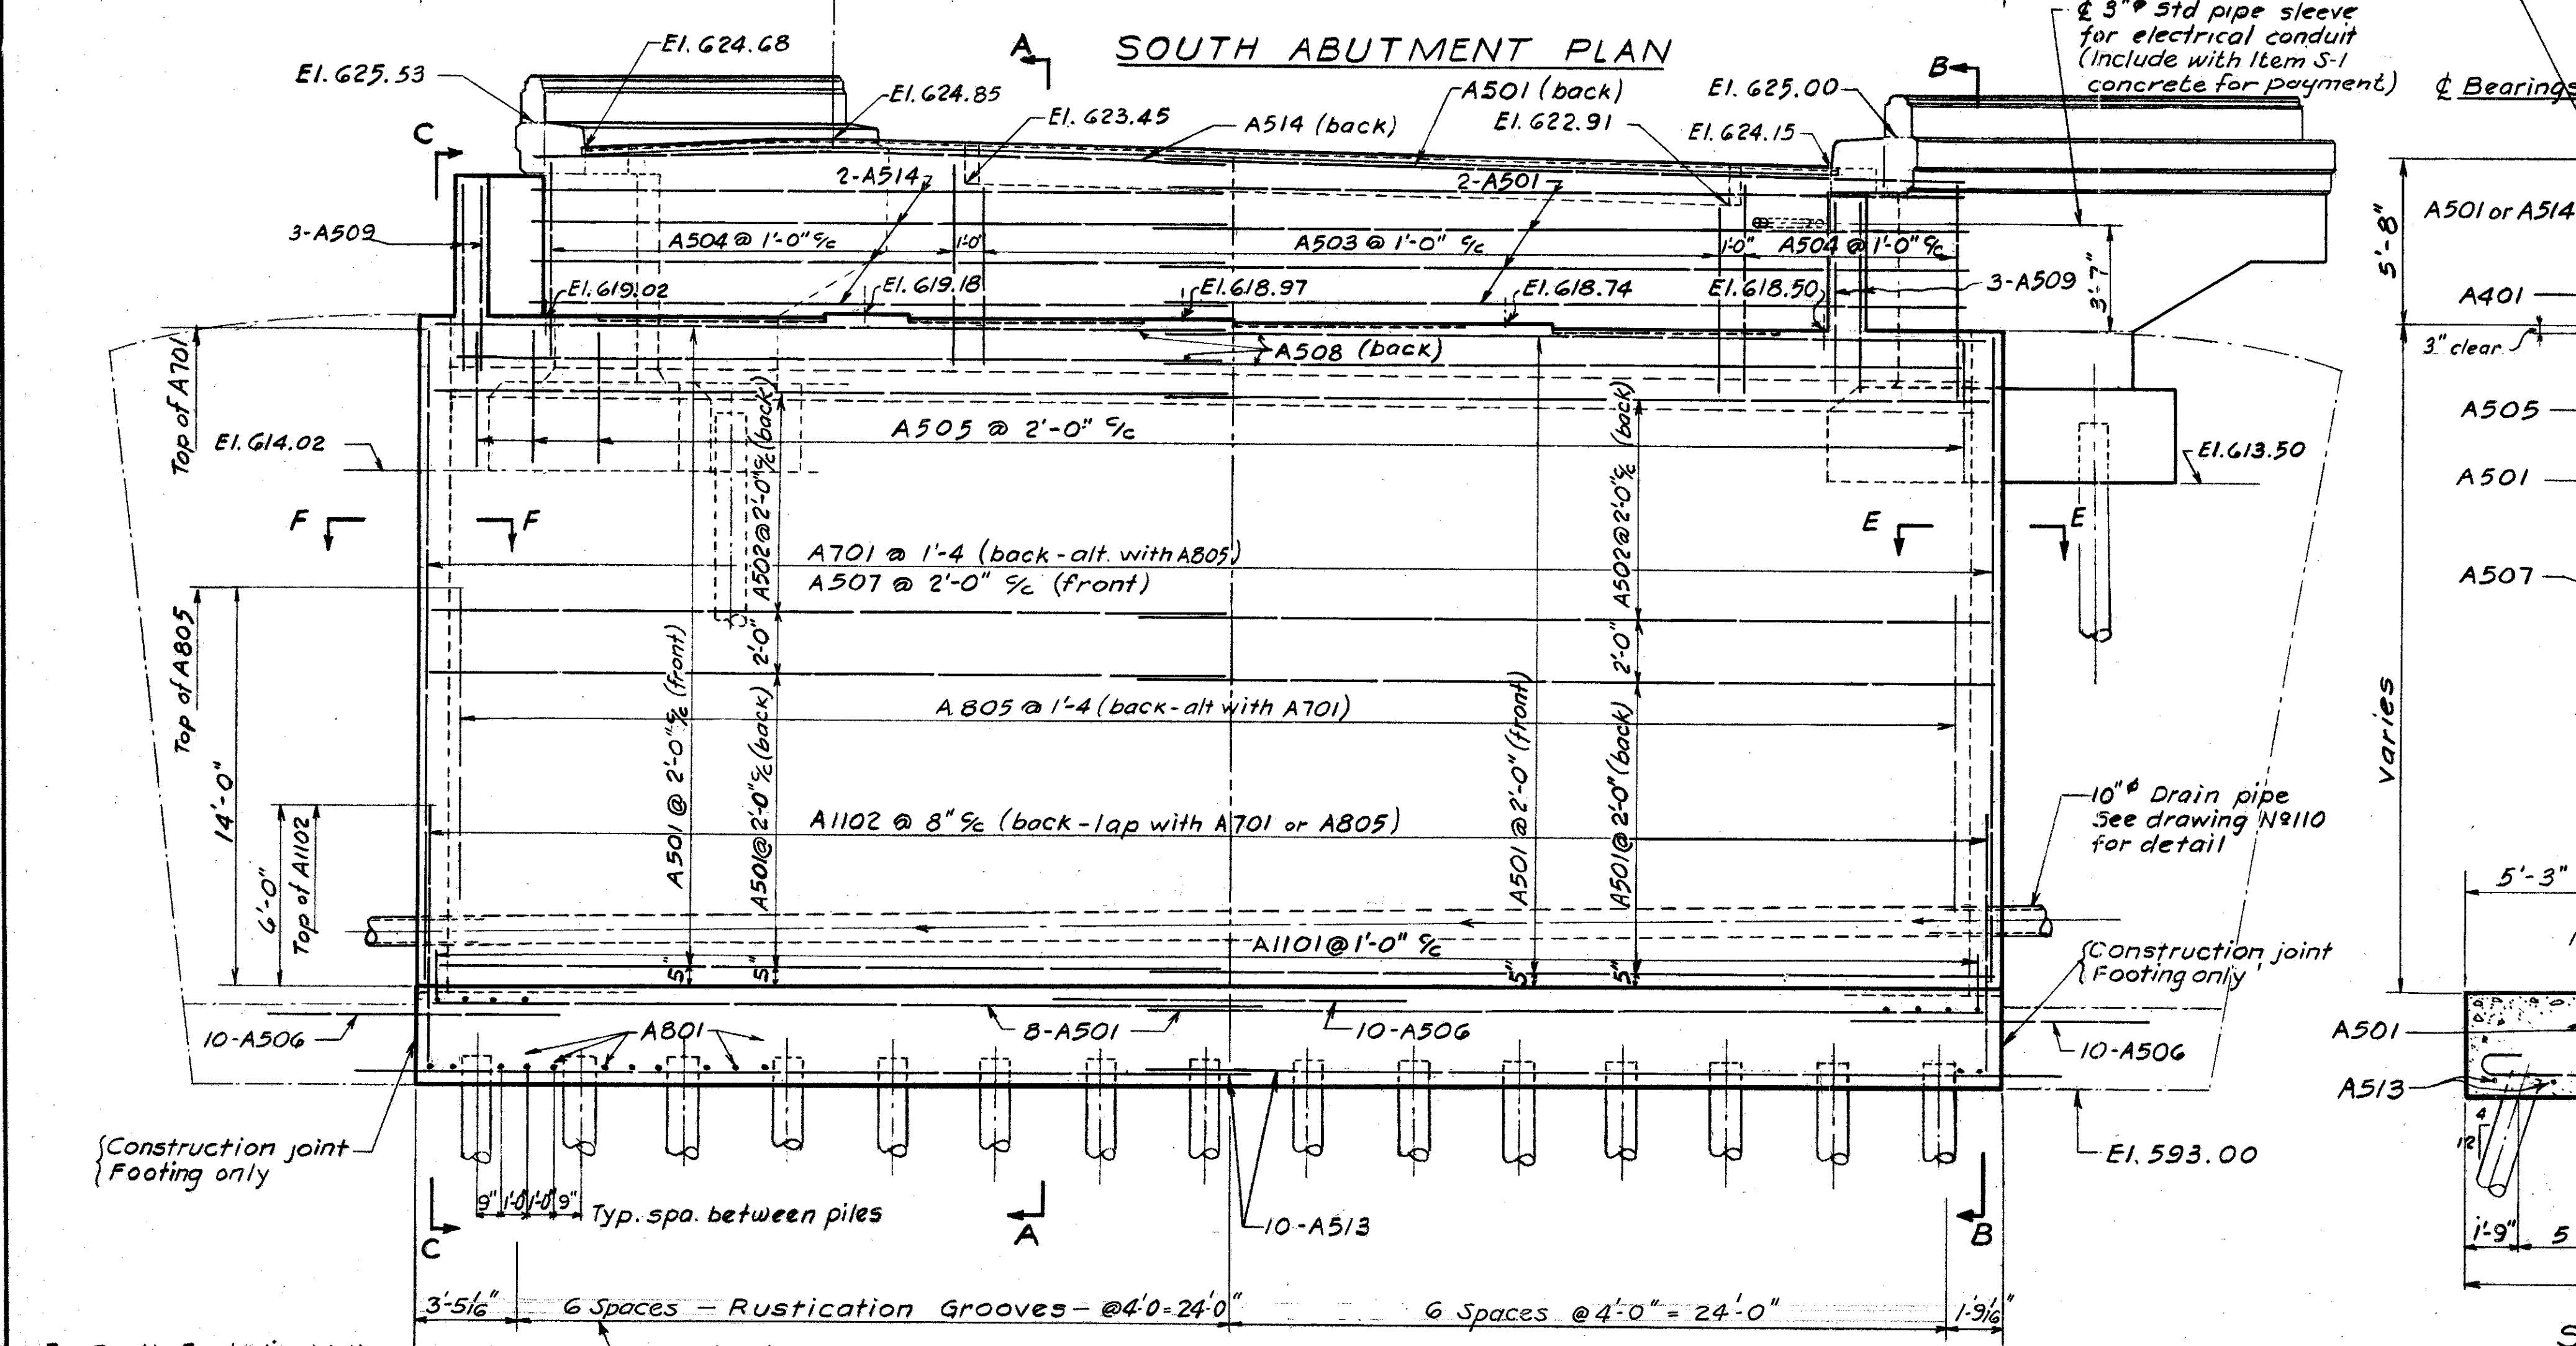 SOUTH ABUTMENT PLAN
₵ 3"ᶲ Std pipe sleeve
for electrical conduit
(Include with Item S-1
concrete for payment)
₵ Bearings
El. 624.68
El. 625.53
A
El. 624.85
El. 623.45
A514 (back)
A501 (back)
El. 622.91
El. 625.00
El. 624.15
B
C
2-A514
2-A501
3-A509
A504 @ 1'-0" c/c
1'-0"
A503 @ 1'-0" c/c
1'-0"
A504 @ 1'-0" c/c
El. 619.02
El. 619.18
El. 618.97
El. 618.74
El. 618.50
3-A509
3'-7"
5'-8"
A501 or A514
A401
3" clear
A508 (back)
Top of A701
A505 @ 2'-0" c/c
A505
El. 614.02
El. 613.50
A501
A502 @ 2'-0" c/c (back)
A502 @ 2'-0" c/c (back)
F
F
E
E
A701 @ 1'-4 (back-alt. with A805)
A507 @ 2'-0" c/c (front)
A507
Top of A805
2'-0"
2'-0"
A805 @ 1'-4 (back-alt with A701)
A501 @ 2'-0" c/c (front)
A501 @ 2'-0" c/c (back)
A501 @ 2'-0" (front)
A501 @ 2'-0" (back)
Varies
14'-0"
6'-0"
Top of A1102
A1102 @ 8" c/c (back-lap with A701 or A805)
10"ᶲ Drain pipe
See drawing Nº110
for detail
5'-3"
A1101 @ 1'-0" c/c
5"
5"
5"
5"
Construction joint
Footing only
10-A506
A801
8-A501
10-A506
10-A506
A501
A513
4
12
El. 593.00
Construction joint
Footing only
9"
1'-0
1'-0
9"
Typ. spa. between piles
C
A
10-A513
B
1'-9"
5
3'-5 1/16"
6 Spaces — Rustication Grooves — @4'-0=24'-0"
6 Spaces @4'-0" = 24'-0"
1'-9 1/16"